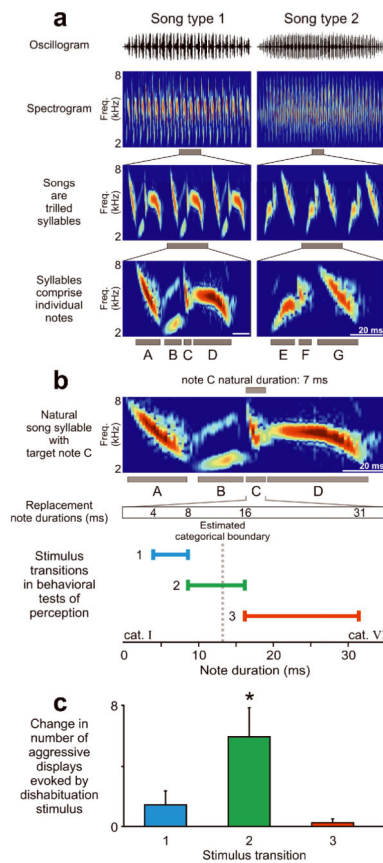 a
Song type 1
Song type 2
Oscillogram
Spectrogram
Freq.
(kHz)
8
2
Songs
are
trilled
syllables
Freq.
(kHz)
8
2
Syllables
comprise
individual
notes
Freq.
(kHz)
8
2
20 ms
A B C D E F G
b
note C natural duration: 7 ms
Natural
song syllable
with
target note C
Freq.
(kHz)
8
2
20 ms
A B C D
Replacement
note durations (ms)
4 8 16 31
Estimated
categorical boundary
Stimulus
transitions
in behavioral
tests of
perception
1
2
3
cat. I
cat. VI
0 10 20 30
Note duration (ms)
c
Change in
number of
aggressive
displays
evoked by
dishabituation
stimulus
8
0
*
1 2 3
Stimulus transition